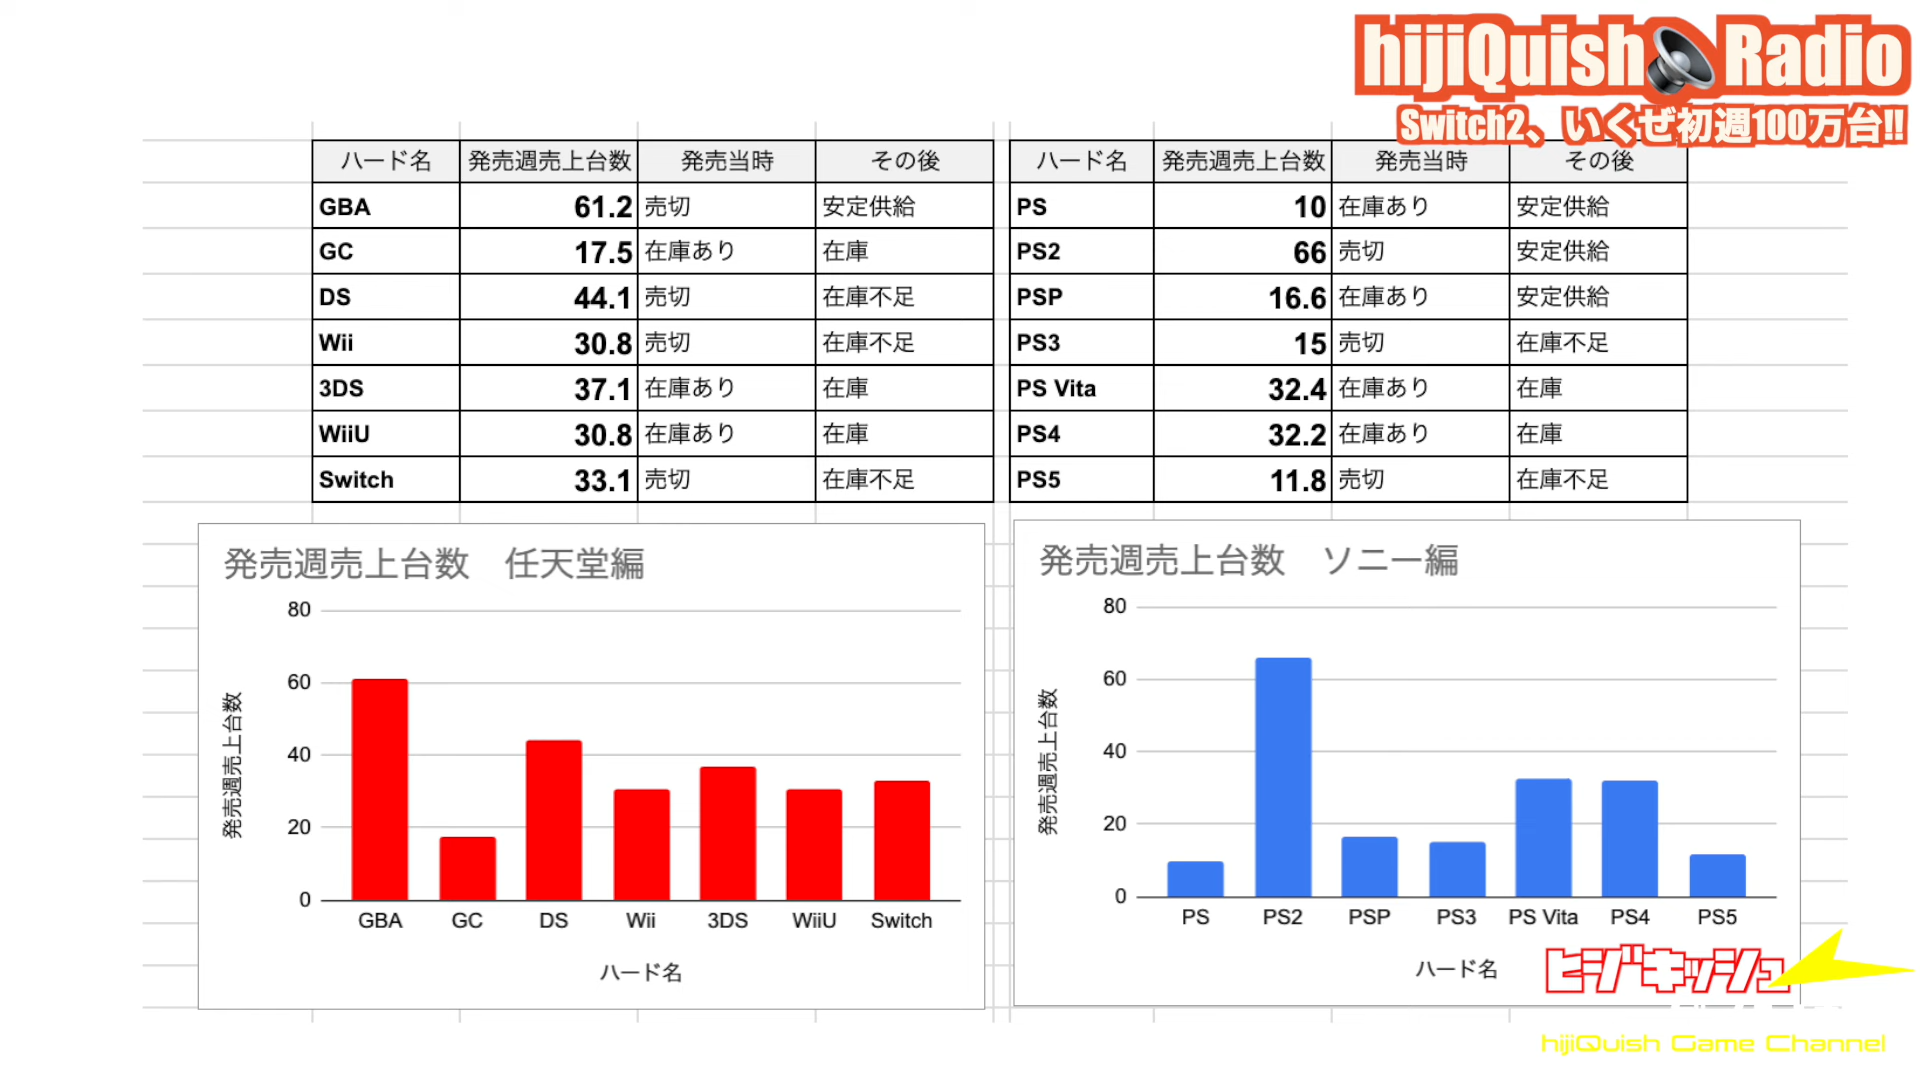 hijiQuish Radio
Switch2、いくぜ初週100万台!!
ハード名 発売週売上台数 発売当時 その後
GBA 61.2 売切 安定供給
GC 17.5 在庫あり 在庫
DS 44.1 売切 在庫不足
Wii 30.8 売切 在庫不足
3DS 37.1 在庫あり 在庫
WiiU 30.8 在庫あり 在庫
Switch 33.1 売切 在庫不足
ハード名 発売週売上台数 発売当時 その後
PS 10 在庫あり 安定供給
PS2 66 売切 安定供給
PSP 16.6 在庫あり 安定供給
PS3 15 売切 在庫不足
PS Vita 32.4 在庫あり 在庫
PS4 32.2 在庫あり 在庫
PS5 11.8 売切 在庫不足
発売週売上台数　任天堂編
発売週売上台数
80
60
40
20
0
GBA GC DS Wii 3DS WiiU Switch
ハード名
発売週売上台数　ソニー編
発売週売上台数
80
60
40
20
0
PS PS2 PSP PS3 PS Vita PS4 PS5
ハード名
ヒジキッシュ
hijiQuish Game Channel